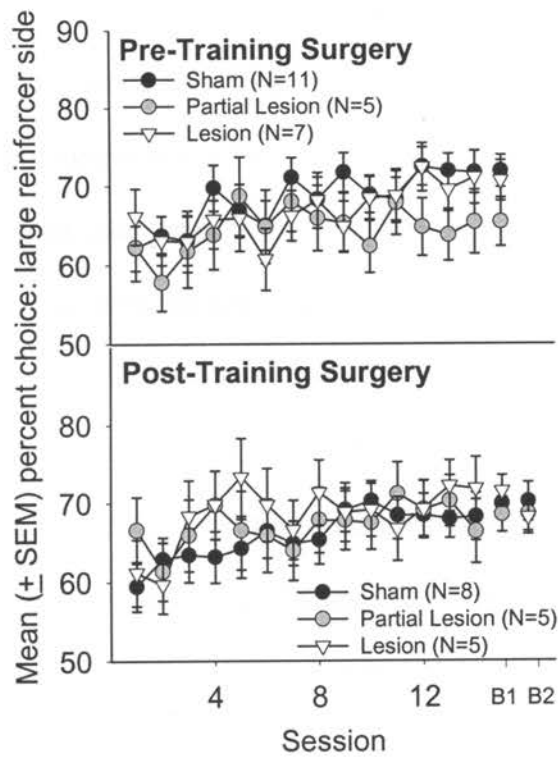 Mean (+ SEM) percent choice: large reinforcer side
90
80
70
60
50
Pre-Training Surgery
Sham (N=11)
Partial Lesion (N=5)
Lesion (N=7)
80
70
60
50
Post-Training Surgery
Sham (N=8)
Partial Lesion (N=5)
Lesion (N=5)
4 8 12 B1 B2
Session